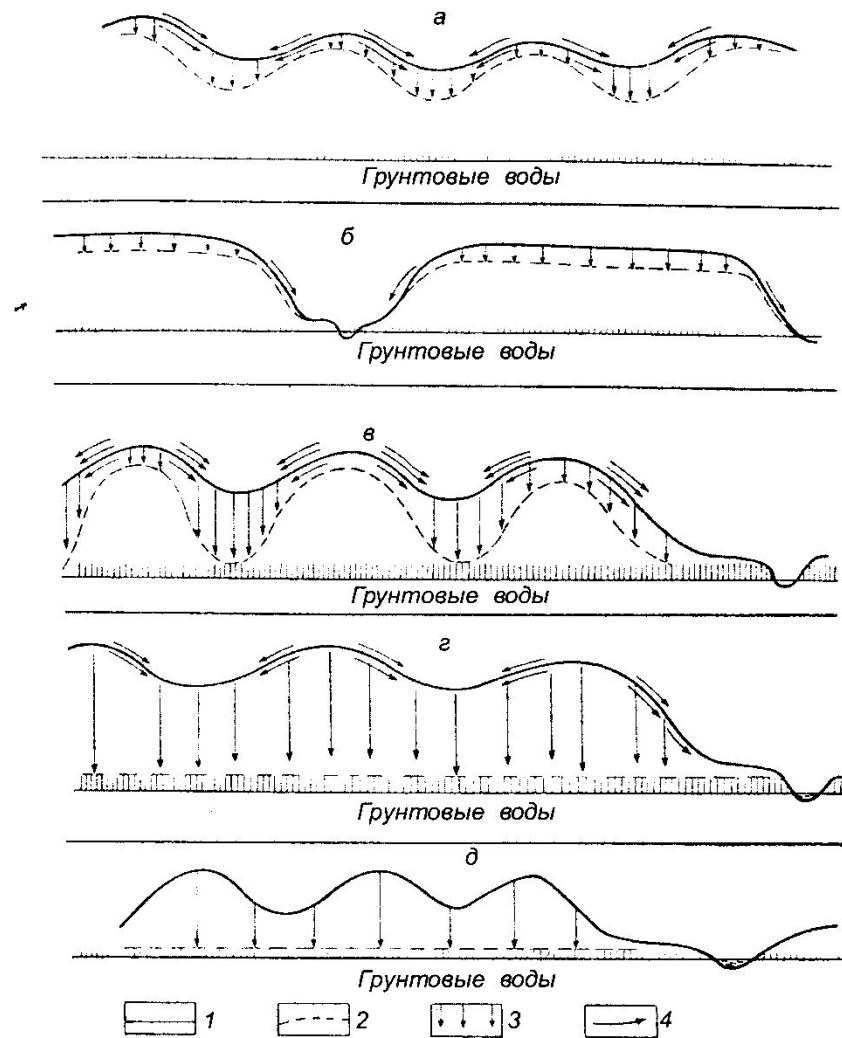 а
Грунтовые воды
б
Грунтовые воды
в
Грунтовые воды
г
Грунтовые воды
д
Грунтовые воды
1 2 3 4